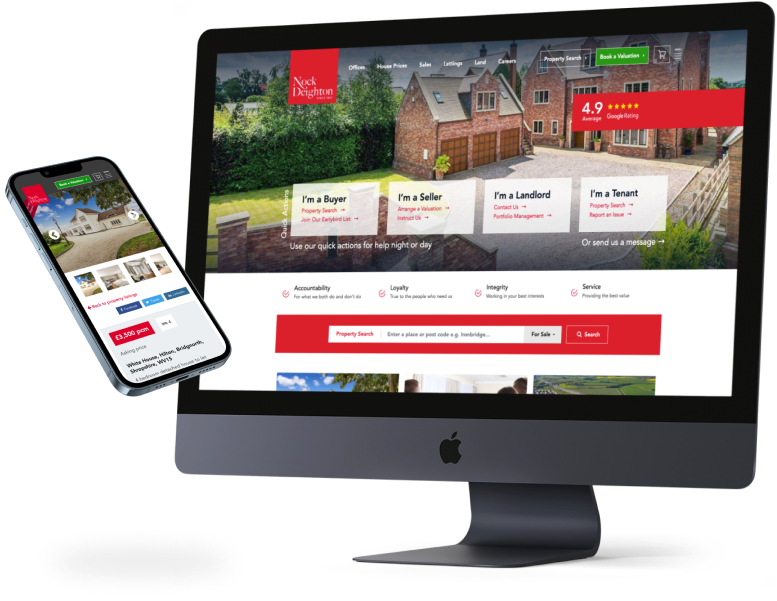 Nock
Deighton
SINCE 1831
Offices
House Prices
Sales
Lettings
Land
Careers
Property Search
Book a Valuation
4.9
Average
Google Rating
Quick Actions
I'm a Buyer
Property Search →
Join Our Earlybird List →
I'm a Seller
Arrange a Valuation →
Instruct Us →
I'm a Landlord
Contact Us →
Portfolio Management →
I'm a Tenant
Property Search →
Report an Issue →
Use our quick actions for help night or day
Or send us a message →
Accountability
For what we both do and don't do
Loyalty
True to the people who need us
Integrity
Working in your best interests
Service
Providing the best value
Property Search
Enter a place or post code e.g. Ironbridge...
For Sale
Search
Nock
Deighton
Book a Valuation
Back to property listings
Facebook
Twitter
£3,500 pcm
4
Asking price
White House, Hilton, Bridgnorth,
Shropshire, WV15
4 bedroom detached house to let